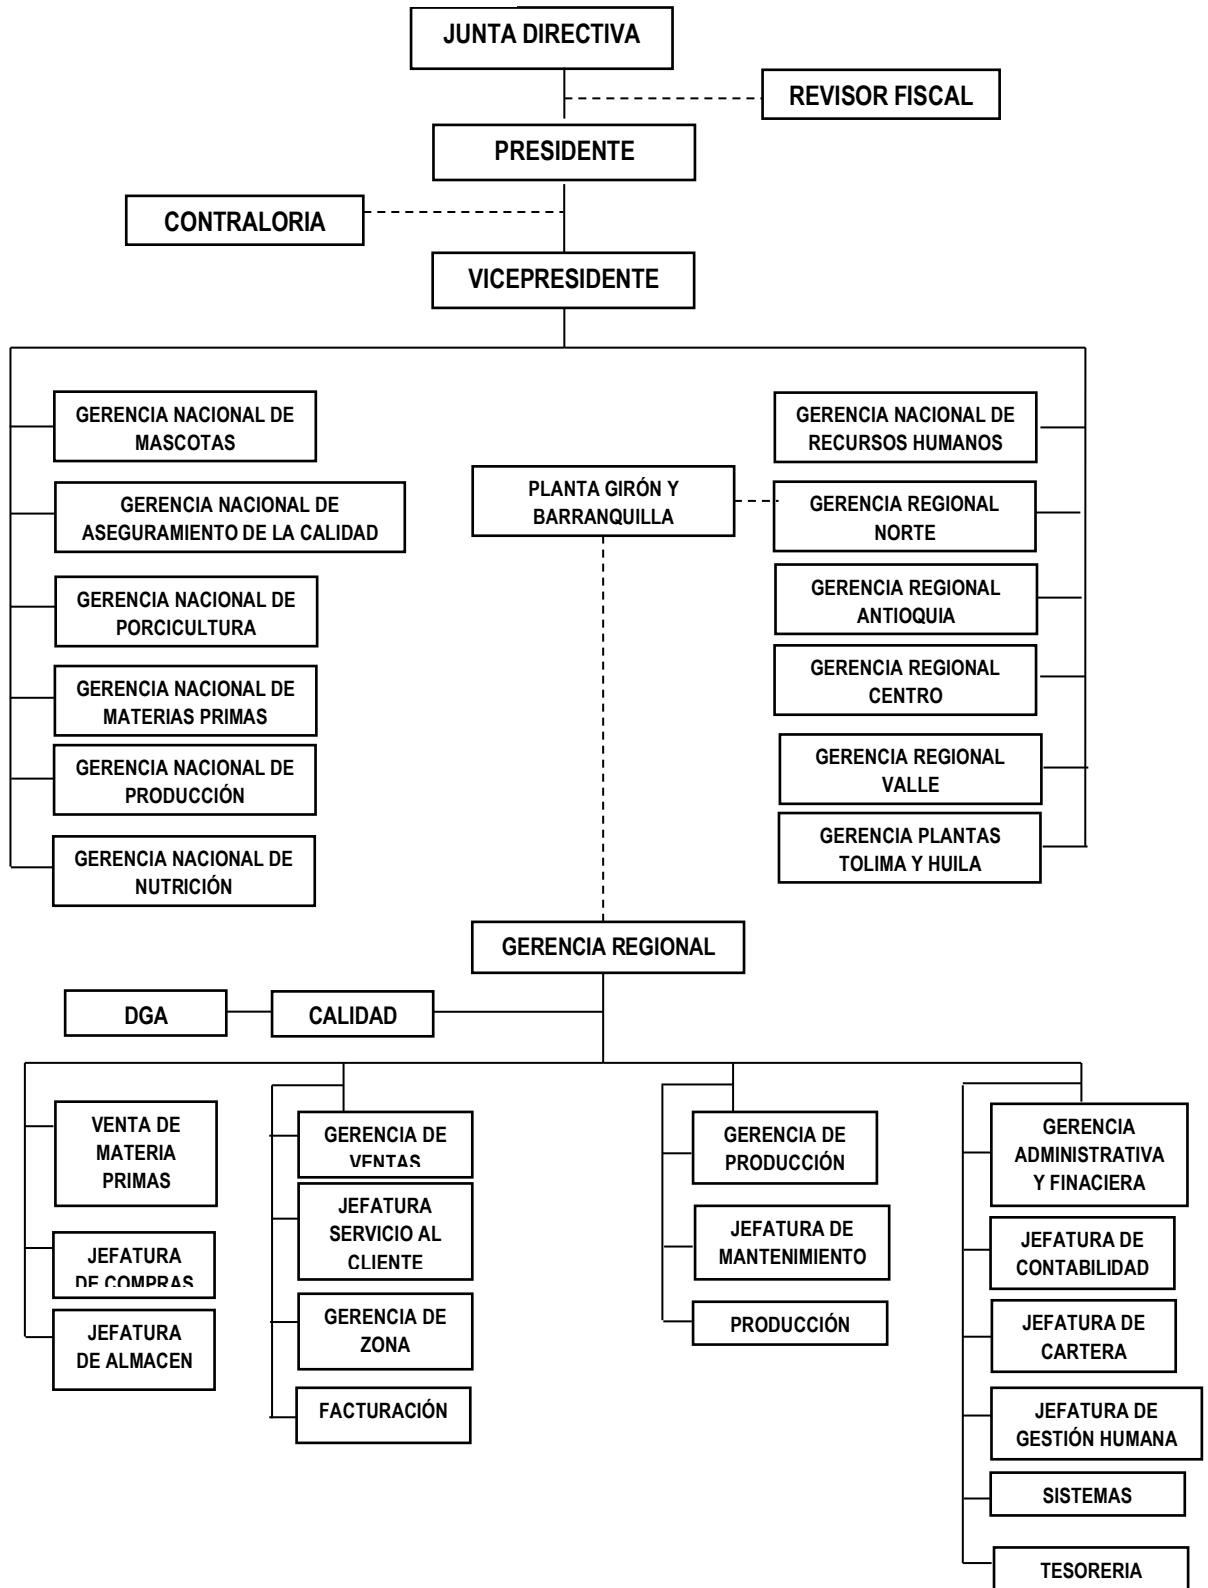 JUNTA DIRECTIVA
REVISOR FISCAL
PRESIDENTE
CONTRALORIA
VICEPRESIDENTE
GERENCIA NACIONAL DE
MASCOTAS
GERENCIA NACIONAL DE
ASEGURAMIENTO DE LA CALIDAD
GERENCIA NACIONAL DE
PORCICULTURA
GERENCIA NACIONAL DE
MATERIAS PRIMAS
GERENCIA NACIONAL DE
PRODUCCIÓN
GERENCIA NACIONAL DE
NUTRICIÓN
PLANTA GIRÓN Y
BARRANQUILLA
GERENCIA NACIONAL DE
RECURSOS HUMANOS
GERENCIA REGIONAL
NORTE
GERENCIA REGIONAL
ANTIOQUIA
GERENCIA REGIONAL
CENTRO
GERENCIA REGIONAL
VALLE
GERENCIA PLANTAS
TOLIMA Y HUILA
GERENCIA REGIONAL
DGA
CALIDAD
VENTA DE
MATERIA
PRIMAS
JEFATURA
DE COMPRAS
JEFATURA
DE ALMACEN
GERENCIA DE
VENTAS
JEFATURA
SERVICIO AL
CLIENTE
GERENCIA DE
ZONA
FACTURACIÓN
GERENCIA DE
PRODUCCIÓN
JEFATURA DE
MANTENIMIENTO
PRODUCCIÓN
GERENCIA
ADMINISTRATIVA
Y FINACIERA
JEFATURA DE
CONTABILIDAD
JEFATURA DE
CARTERA
JEFATURA DE
GESTIÓN HUMANA
SISTEMAS
TESORERIA